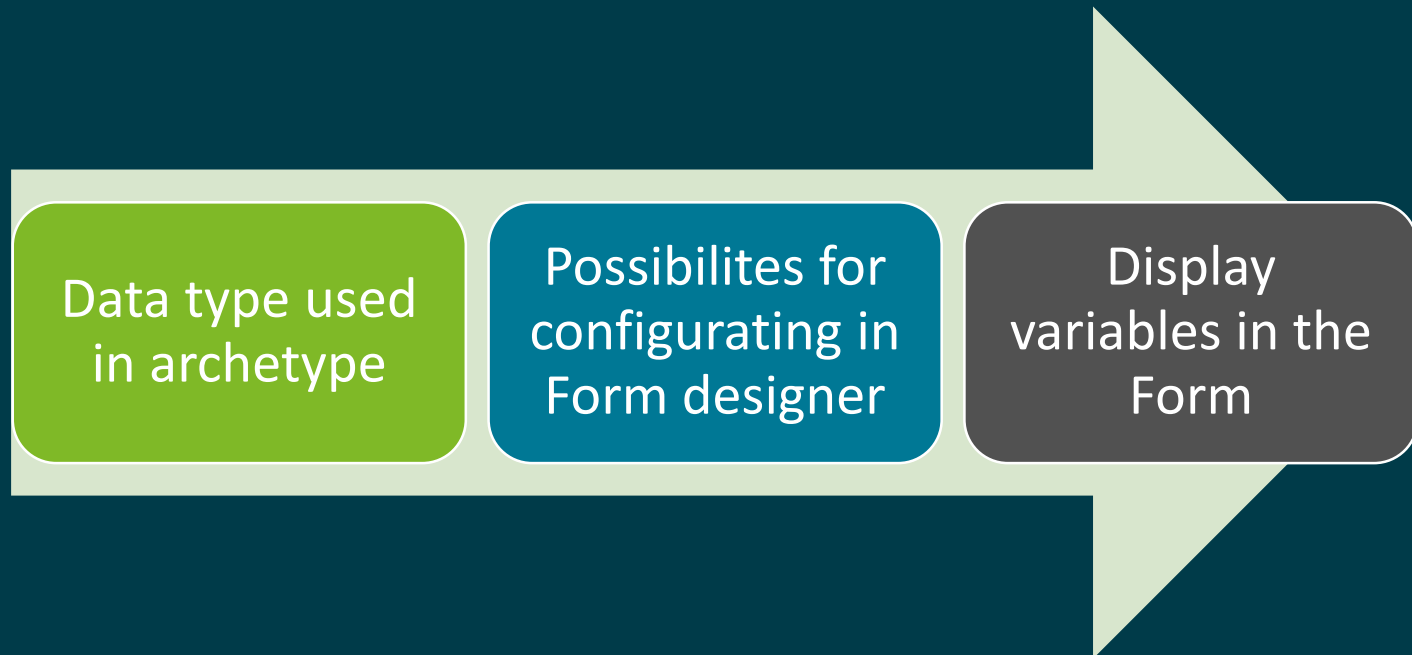 Data type used
in archetype
Possibilites for
configurating in
Form designer
Display
variables in the
Form